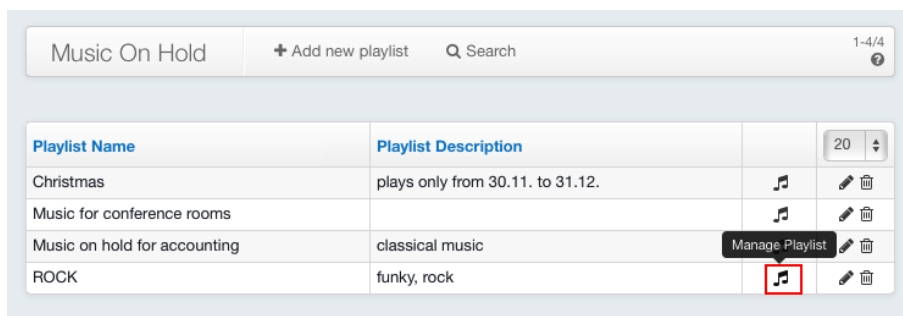 Music On Hold + Add new playlist Search 1-4/4
Playlist Name Playlist Description 20
Christmas plays only from 30.11. to 31.12.
Music for conference rooms
Music on hold for accounting classical music Manage Playlist
ROCK funky, rock